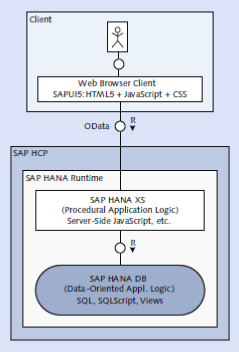 Client
Web Browser Client
SAPUI5: HTML5 + JavaScript + CSS
R
OData
SAP HCP
SAP HANA Runtime
SAP HANA XS
(Procedural Application Logic)
Server-Side JavaScript, etc.
R
SAP HANA DB
(Data-Oriented Appl. Logic)
SQL, SQLScript, Views